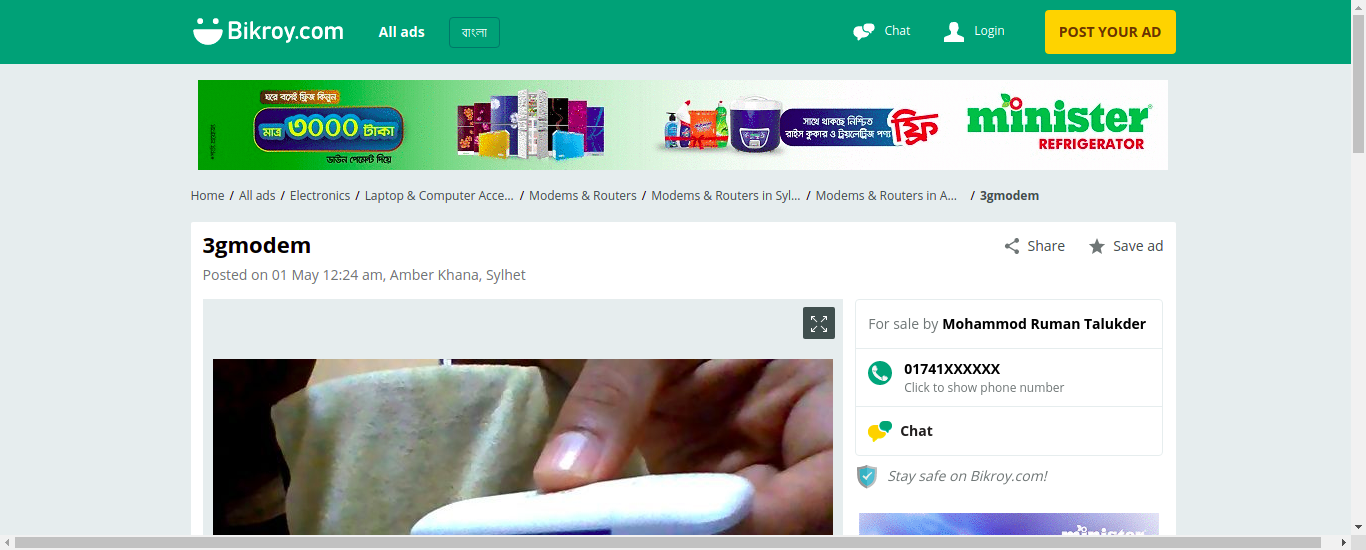 Bikroy.com
All ads
বাংলা
Chat
Login
POST YOUR AD
ঘরে বসেই ফ্রিজ কিনুন
মাত্র ৩০০০ টাকা
ডাউন পেমেন্ট দিয়ে
সাথে থাকছে নিশ্চিত
রাইস কুকার ও ট্রয়লেট্রিজ পণ্য
ফ্রি
minister
REFRIGERATOR
Home / All ads / Electronics / Laptop & Computer Acce... / Modems & Routers / Modems & Routers in Syl... / Modems & Routers in A... / 3gmodem
3gmodem
Share
Save ad
Posted on 01 May 12:24 am, Amber Khana, Sylhet
For sale by Mohammod Ruman Talukder
01741XXXXXX
Click to show phone number
Chat
Stay safe on Bikroy.com!
minister